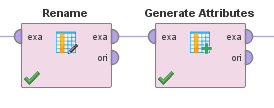 Rename
Generate Attributes
exa
exa
ori
exa
exa
ori